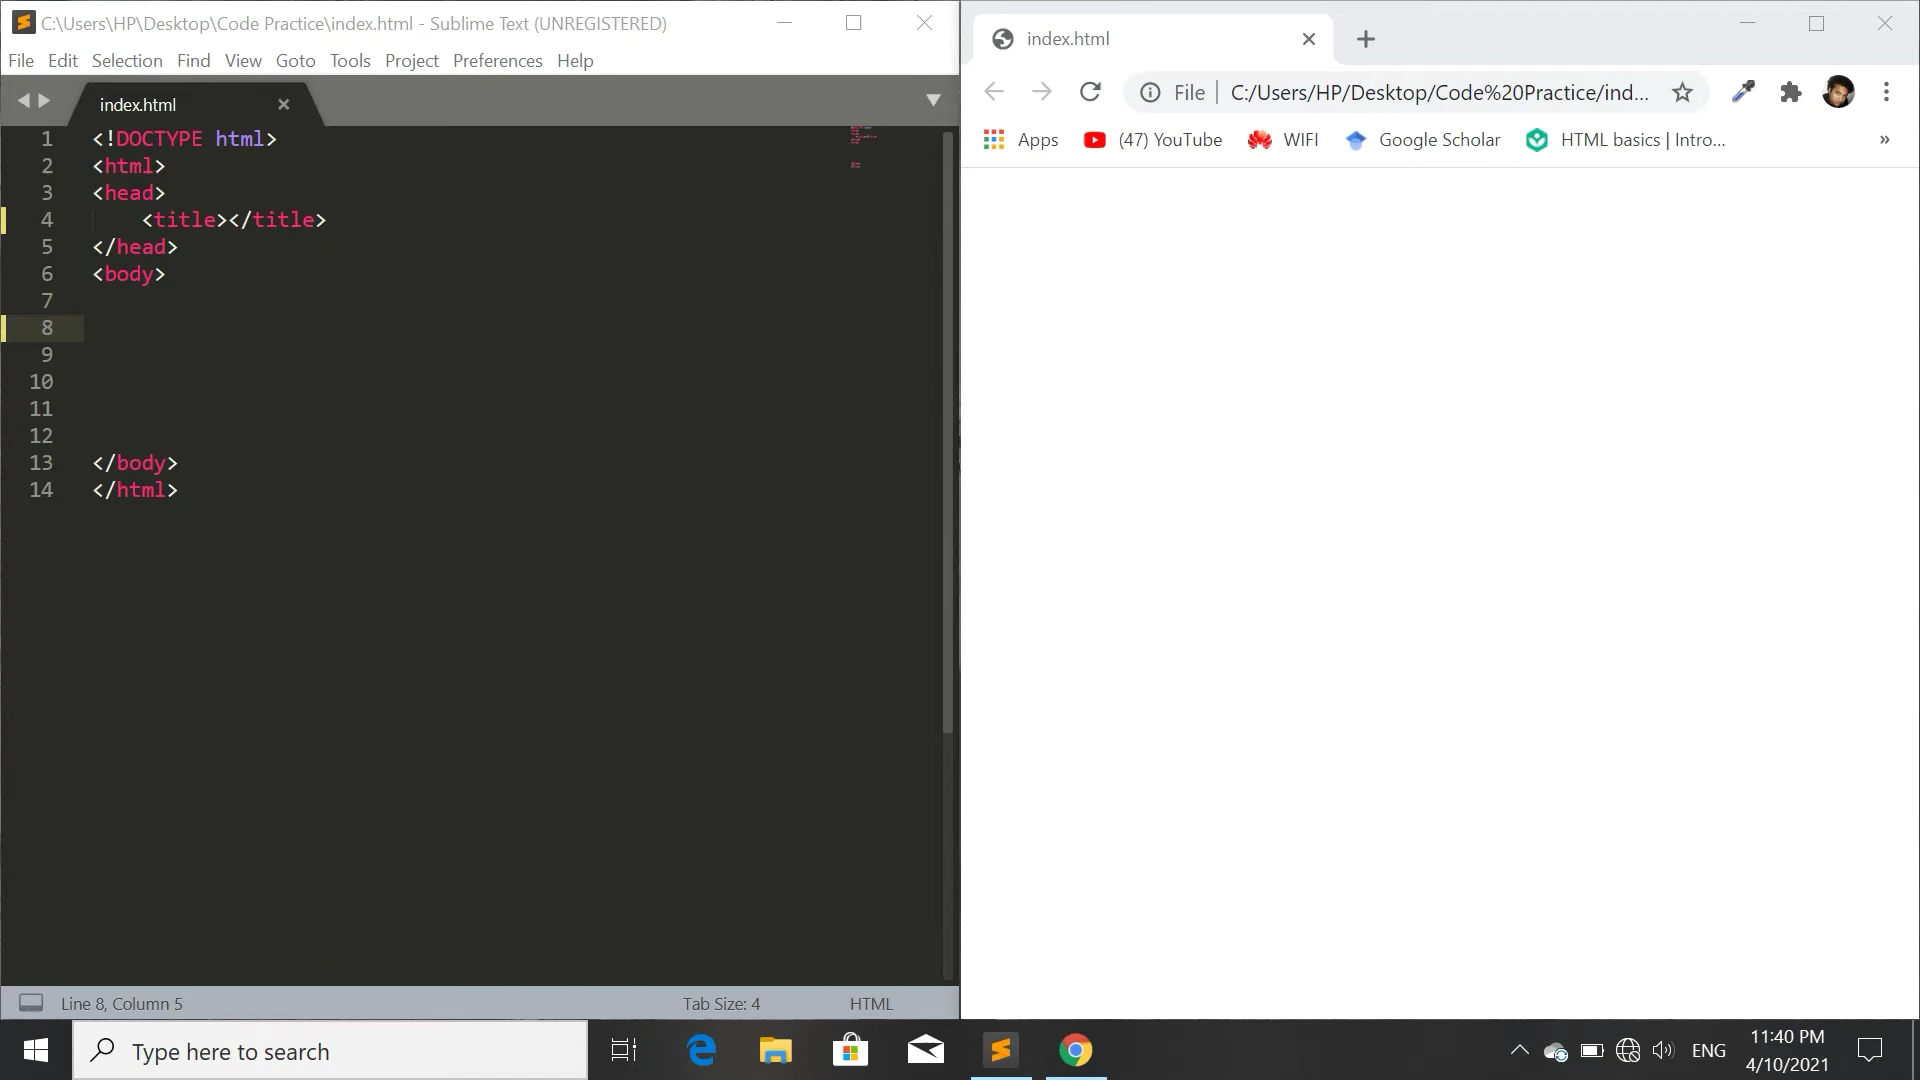 C:\Users\HP\Desktop\Code Practice\index.html - Sublime Text (UNREGISTERED)
File Edit Selection Find View Goto Tools Project Preferences Help
index.html
1 <!DOCTYPE html>
2 <html>
3 <head>
4 <title></title>
5 </head>
6 <body>
7
8
9
10
11
12
13 </body>
14 </html>
Line 8, Column 5 Tab Size: 4 HTML
index.html
File | C:/Users/HP/Desktop/Code%20Practice/ind...
Apps (47) YouTube WIFI Google Scholar HTML basics | Intro... »
Type here to search
ENG
11:40 PM
4/10/2021